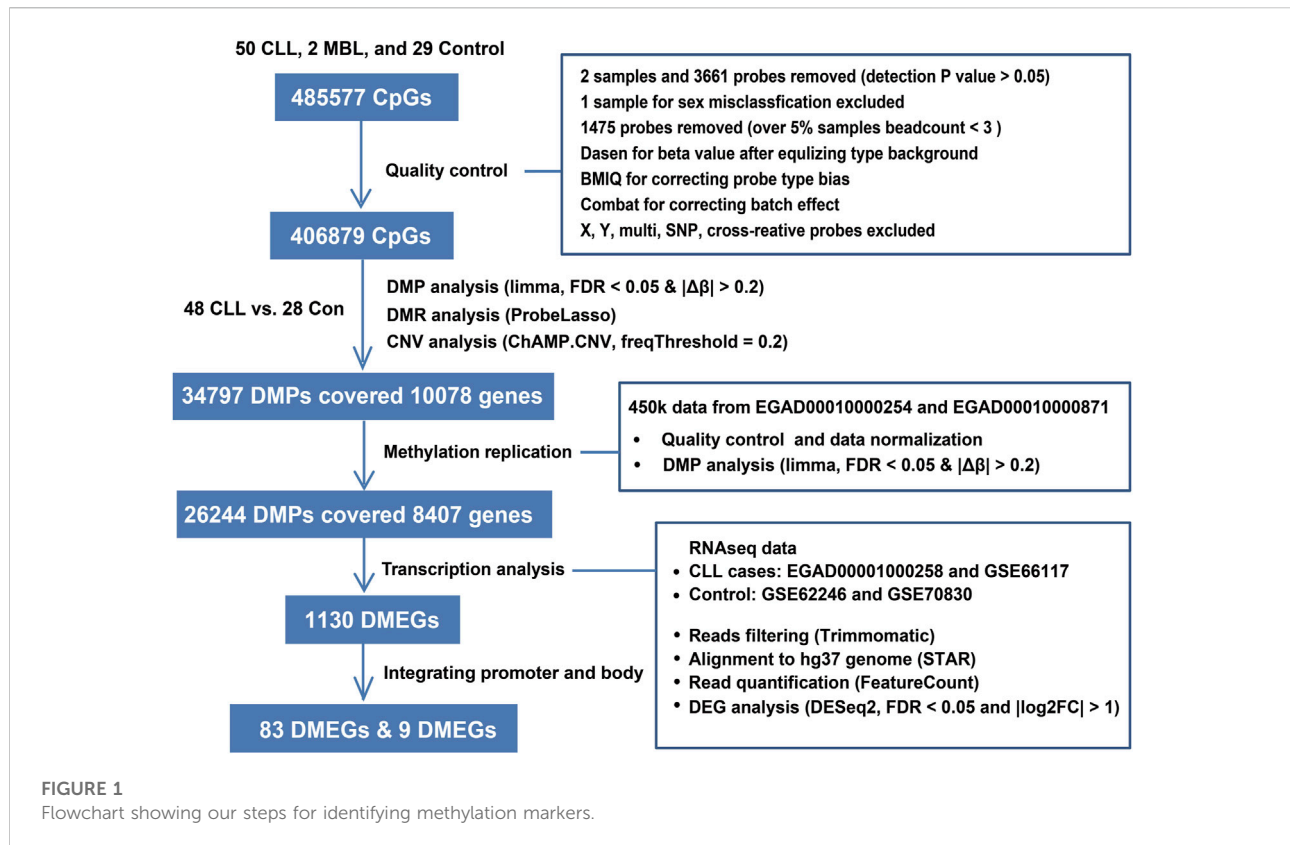 50 CLL, 2 MBL, and 29 Control
485577 CpGs
Quality control
2 samples and 3661 probes removed (detection P value > 0.05)
1 sample for sex misclassfication excluded
1475 probes removed (over 5% samples beadcount < 3 )
Dasen for beta value after equlizing type background
BMIQ for correcting probe type bias
Combat for correcting batch effect
X, Y, multi, SNP, cross-reative probes excluded
406879 CpGs
48 CLL vs. 28 Con
DMP analysis (limma, FDR < 0.05 & |Δβ| > 0.2)
DMR analysis (ProbeLasso)
CNV analysis (ChAMP.CNV, freqThreshold = 0.2)
34797 DMPs covered 10078 genes
Methylation replication
450k data from EGAD00010000254 and EGAD00010000871
• Quality control and data normalization
• DMP analysis (limma, FDR < 0.05 & |Δβ| > 0.2)
26244 DMPs covered 8407 genes
Transcription analysis
RNAseq data
• CLL cases: EGAD00001000258 and GSE66117
• Control: GSE62246 and GSE70830
• Reads filtering (Trimmomatic)
• Alignment to hg37 genome (STAR)
• Read quantification (FeatureCount)
• DEG analysis (DESeq2, FDR < 0.05 and |log2FC| > 1)
1130 DMEGs
Integrating promoter and body
83 DMEGs & 9 DMEGs
FIGURE 1
Flowchart showing our steps for identifying methylation markers.